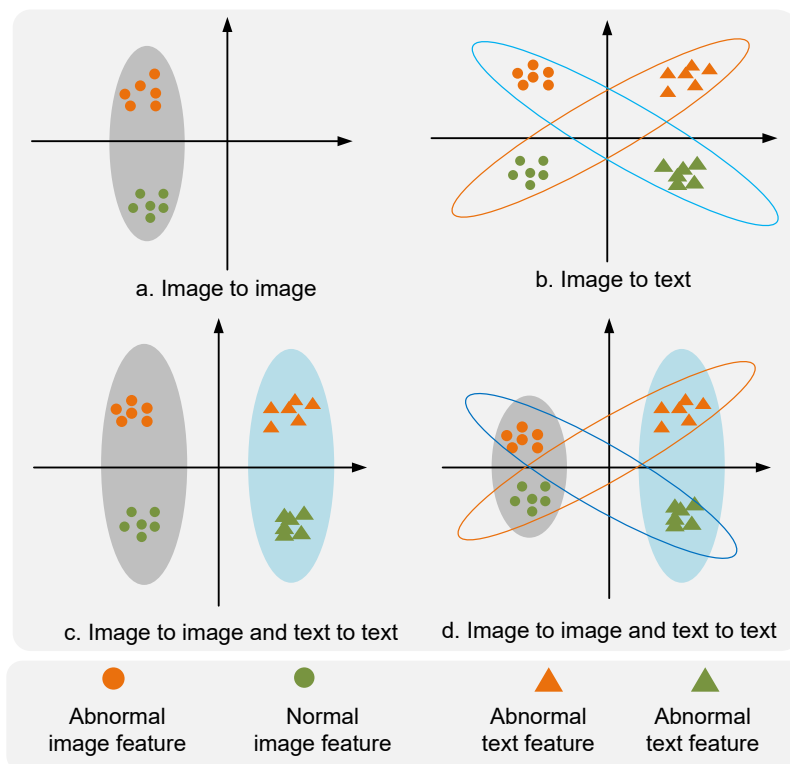 a. Image to image
b. Image to text
c. Image to image and text to text
d. Image to image and text to text
Abnormal
image feature
Normal
image feature
Abnormal
text feature
Abnormal
text feature